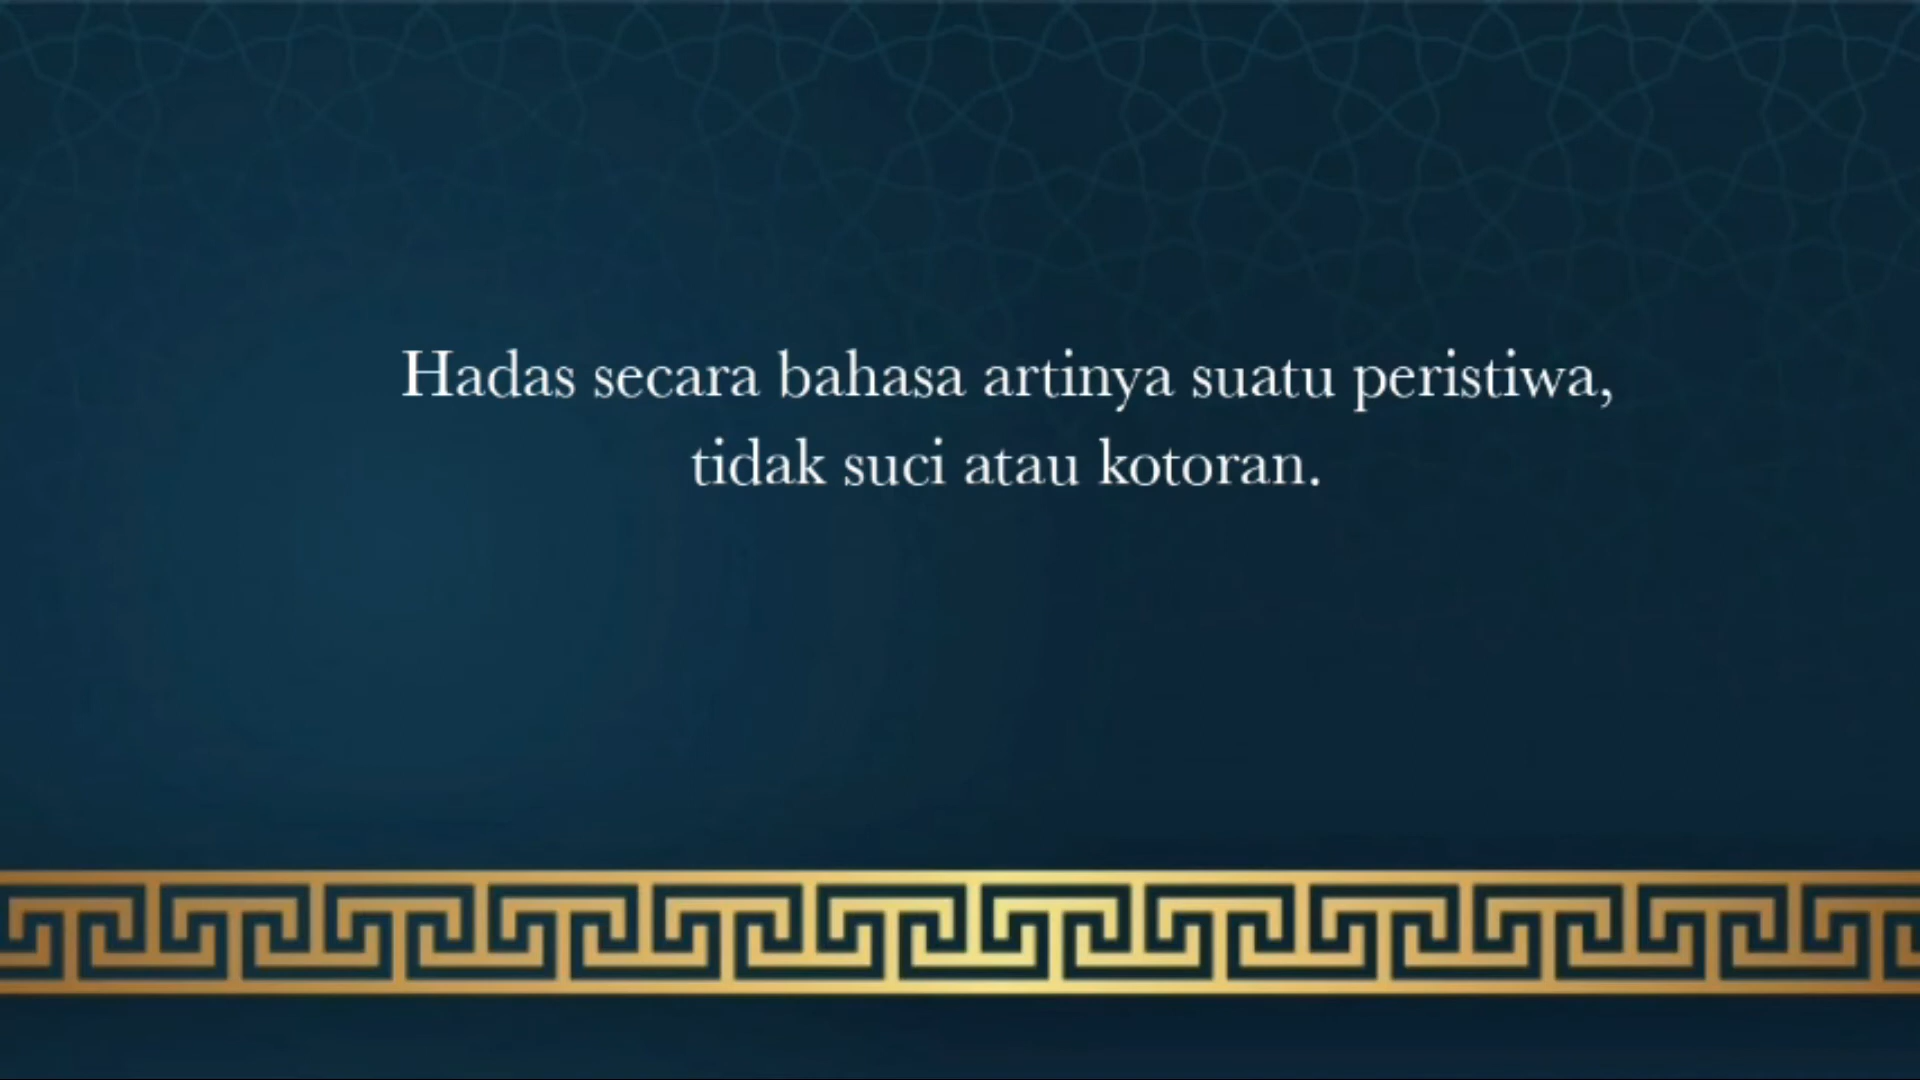 Hadas secara bahasa artinya suatu peristiwa,
tidak suci atau kotoran.